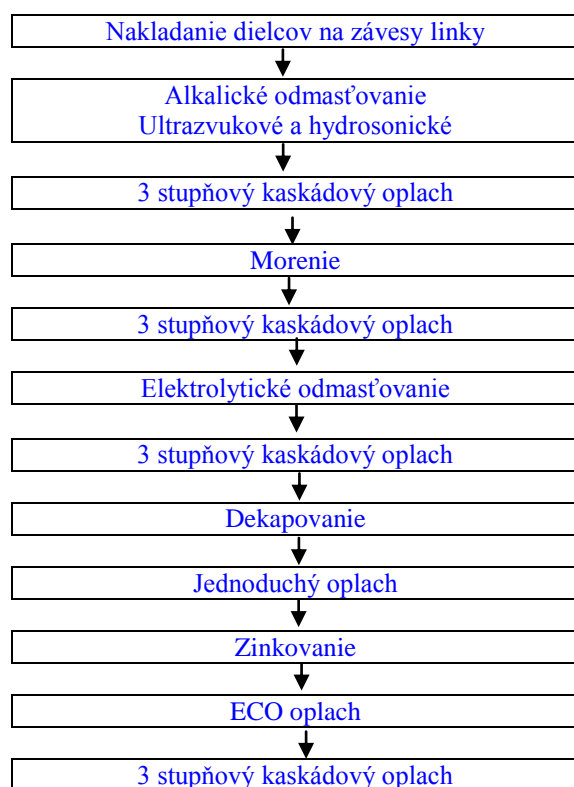 Nakladanie dielcov na závesy linky
Alkalické odmasťovanie
Ultrazvukové a hydrosonické
3 stupňový kaskádový oplach
Morenie
3 stupňový kaskádový oplach
Elektrolytické odmasťovanie
3 stupňový kaskádový oplach
Dekapovanie
Jednoduchý oplach
Zinkovanie
ECO oplach
3 stupňový kaskádový oplach